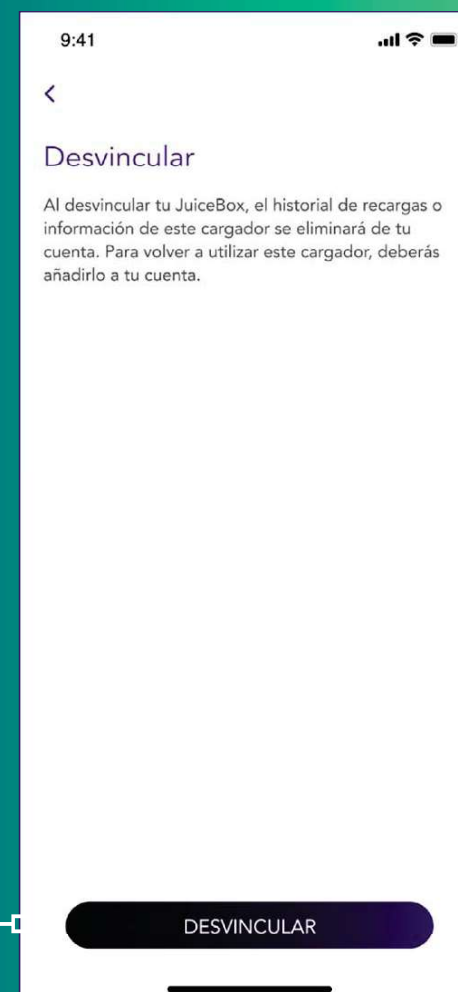 9:41
Desvincular
Al desvincular tu JuiceBox, el historial de recargas o
información de este cargador se eliminará de tu
cuenta. Para volver a utilizar este cargador, deberás
añadirlo a tu cuenta.
DESVINCULAR